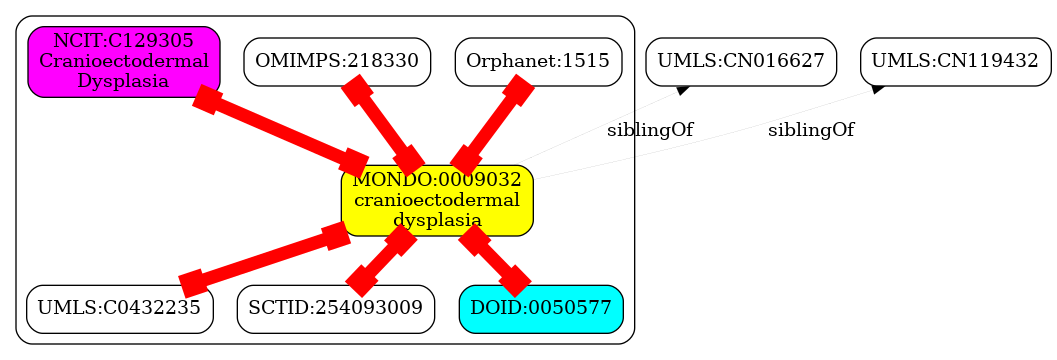 NCIT:C129305
Cranioectodermal
Dysplasia
OMIMPS:218330
Orphanet:1515
UMLS:CN016627
UMLS:CN119432
siblingOf
siblingOf
MONDO:0009032
cranioectodermal
dysplasia
UMLS:C0432235
SCTID:254093009
DOID:0050577